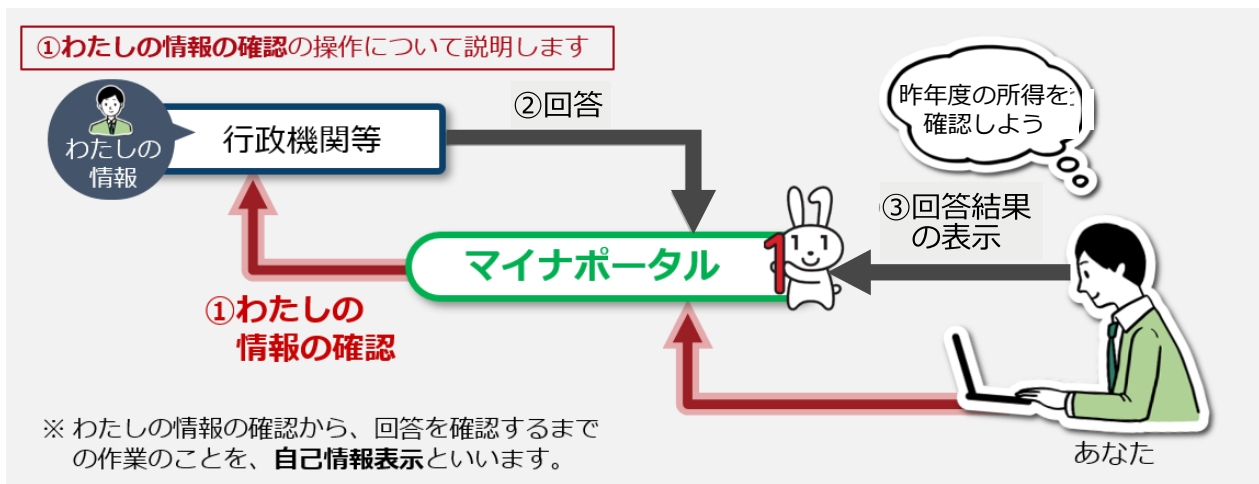 ①わたしの情報の確認の操作について説明します
②回答
昨年度の所得を
確認しよう
わたしの
情報
行政機関等
③回答結果
の表示
マイナポータル
1
①わたしの
情報の確認
※ わたしの情報の確認から、回答を確認するまで
の作業のことを、自己情報表示といいます。
あなた